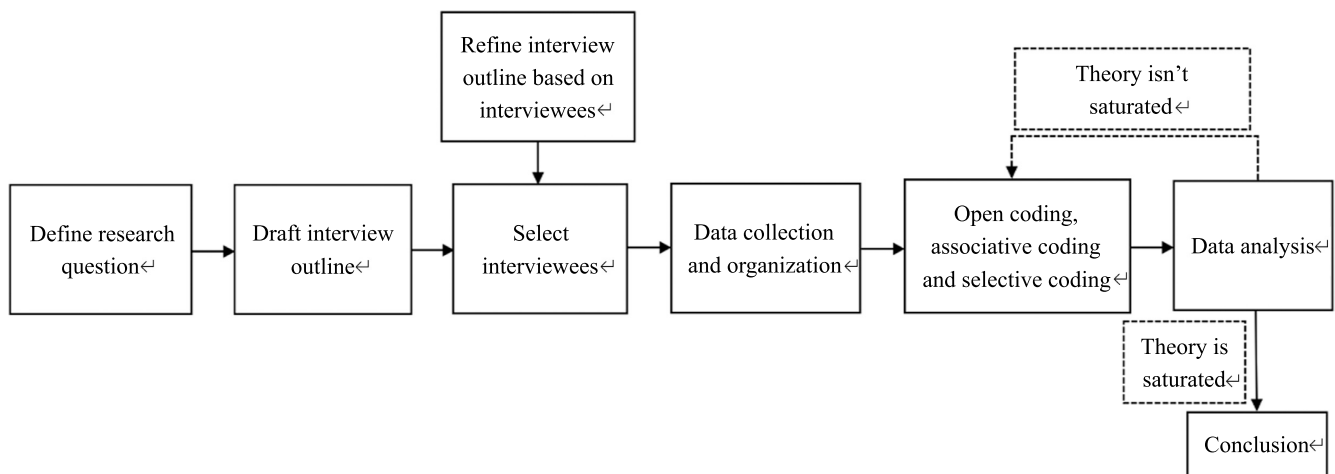 Refine interview
outline based on
interviewees↵
Theory isn't
saturated↵
Define research
question↵
Draft interview
outline↵
Select
interviewees↵
Data collection
and organization↵
Open coding,
associative coding
and selective coding↵
Data analysis↵
Theory is
saturated↵
Conclusion↵